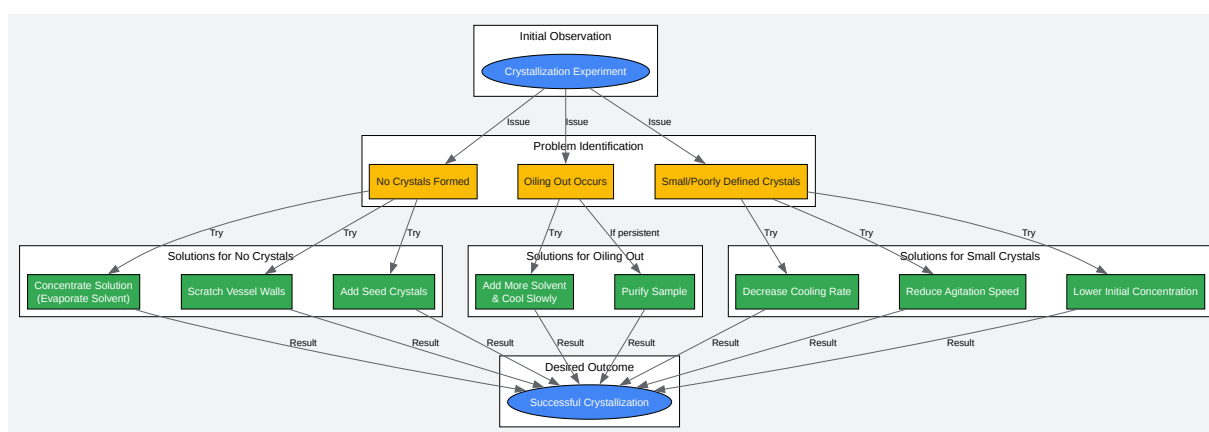 Initial Observation
Crystallization Experiment
Issue
Issue
Issue
Problem Identification
No Crystals Formed
Oiling Out Occurs
Small/Poorly Defined Crystals
Try
Try
Try
Try
If persistent
Try
Try
Try
Solutions for No Crystals
Concentrate Solution
(Evaporate Solvent)
Scratch Vessel Walls
Add Seed Crystals
Solutions for Oiling Out
Add More Solvent
& Cool Slowly
Purify Sample
Solutions for Small Crystals
Decrease Cooling Rate
Reduce Agitation Speed
Lower Initial Concentration
Result
Result
Result
Result
Result
Result
Result
Result
Desired Outcome
Successful Crystallization